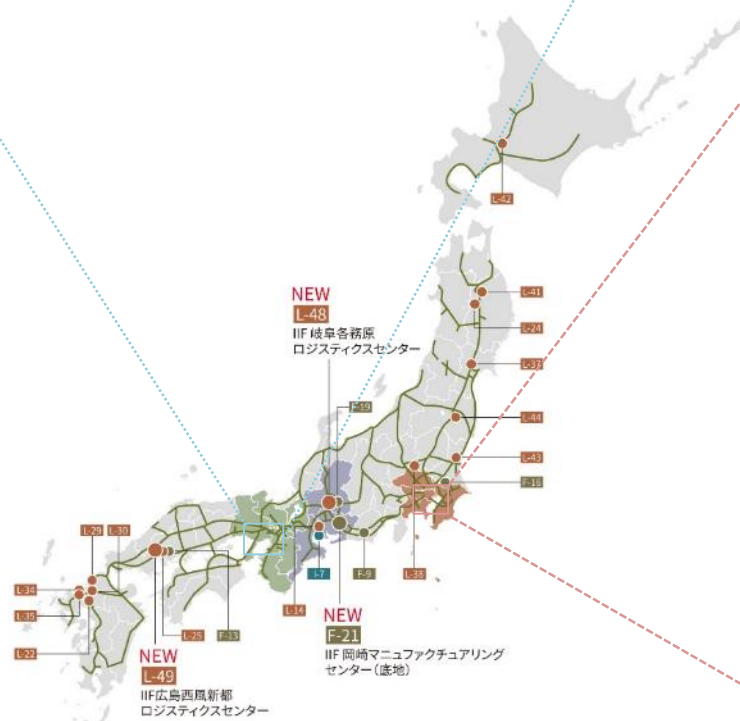 L-42
NEW
L-48
IIF 岐阜各務原
ロジスティクスセンター
L-41
L-24
L-37
F-19
L-44
L-43
F-16
L-29
L-30
L-34
L-35
L-22
L-25
F-13
I-7
F-9
L-38
L-14
NEW
F-21
IIF 岡崎マニュファクチュアリング
センター（底地）
NEW
L-49
IIF広島西風新都
ロジスティクスセンター